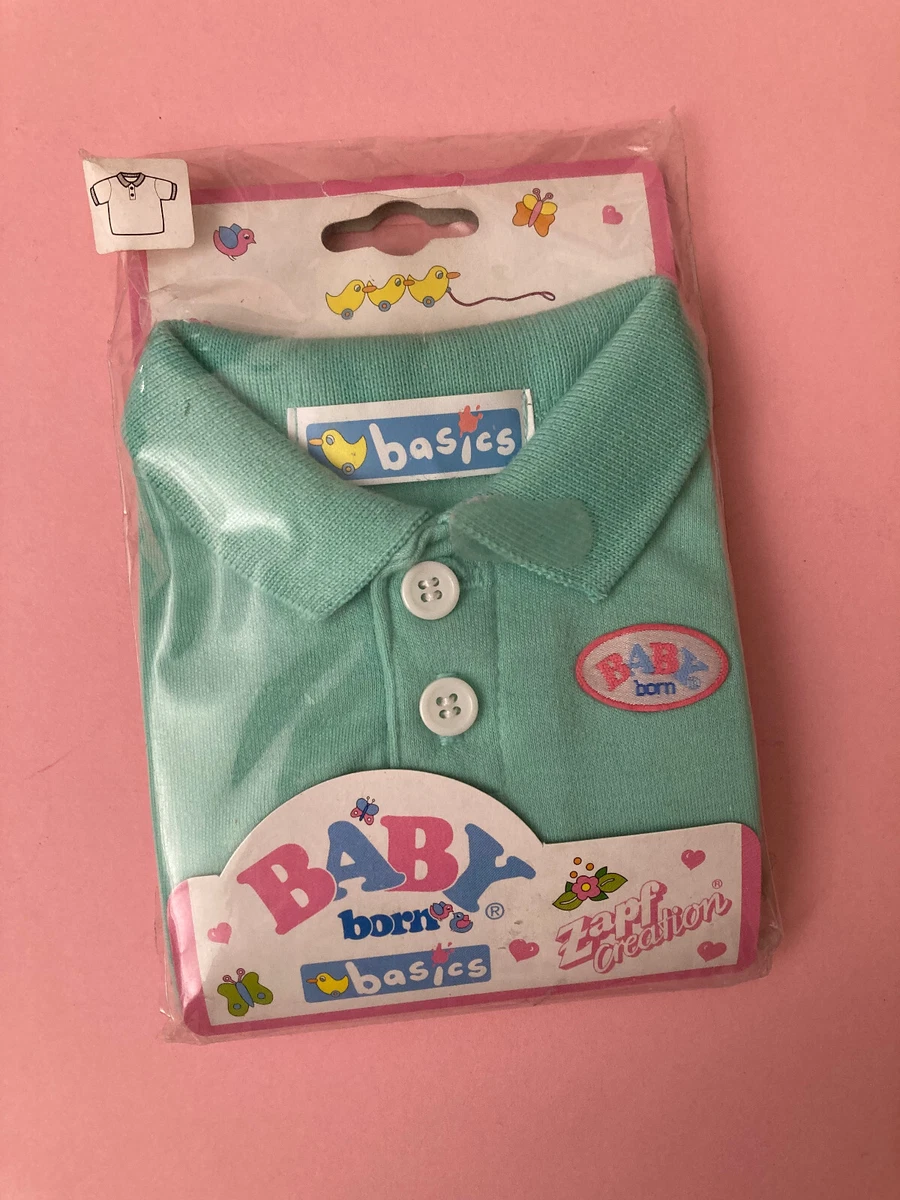 basics
BABY
born
BABY
born ®
basics
Zapf ®
Creation